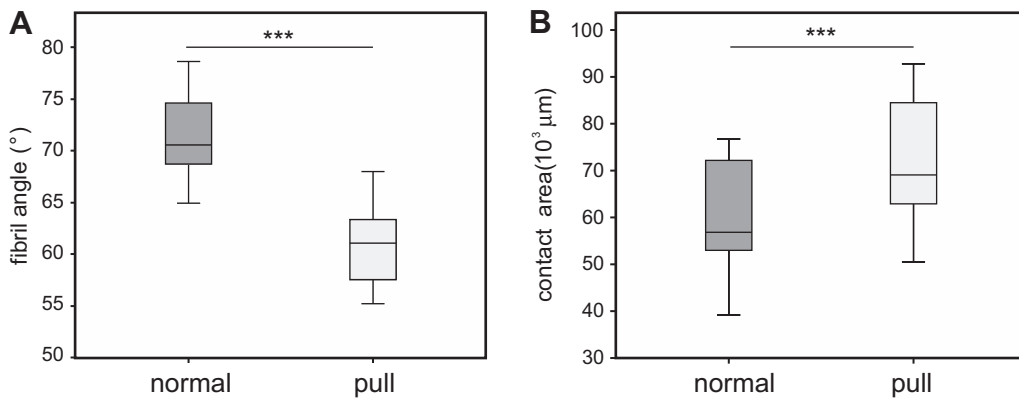 A
fibril angle (°)
80
75
70
65
60
55
50
***
normal
pull
B
contact area(10³ µm)
100
90
80
70
60
50
40
30
***
normal
pull